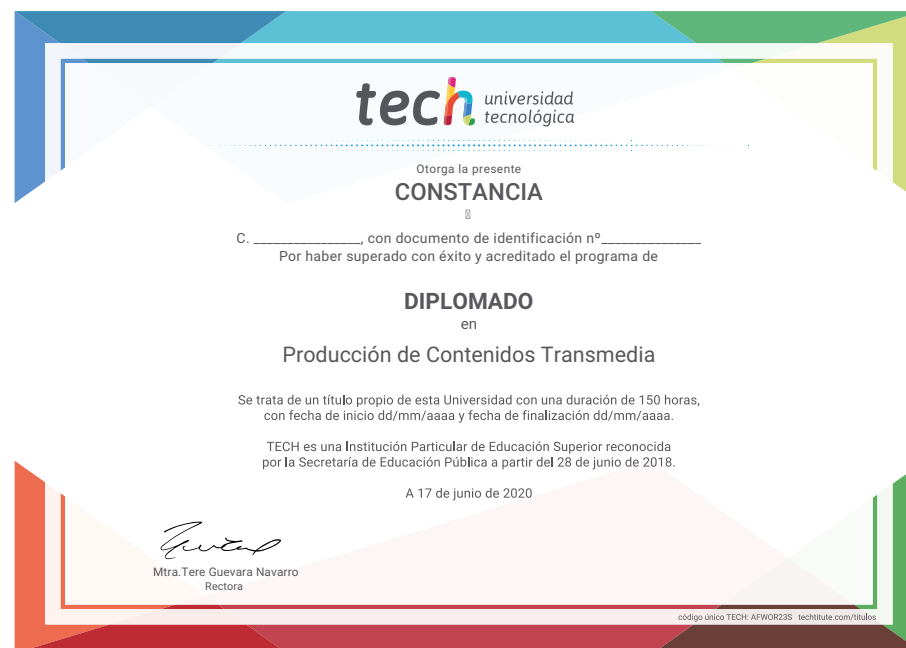 tech universidad
tecnológica
Otorga la presente
CONSTANCIA
C. ________________, con documento de identificación nº_______________
Por haber superado con éxito y acreditado el programa de
DIPLOMADO
en
Producción de Contenidos Transmedia
Se trata de un título propio de esta Universidad con una duración de 150 horas,
con fecha de inicio dd/mm/aaaa y fecha de finalización dd/mm/aaaa.
TECH es una Institución Particular de Educación Superior reconocida
por la Secretaría de Educación Pública a partir del 28 de junio de 2018.
A 17 de junio de 2020
Mtra.Tere Guevara Navarro
Rectora
código único TECH: AFWOR23S techtitute.com/titulos